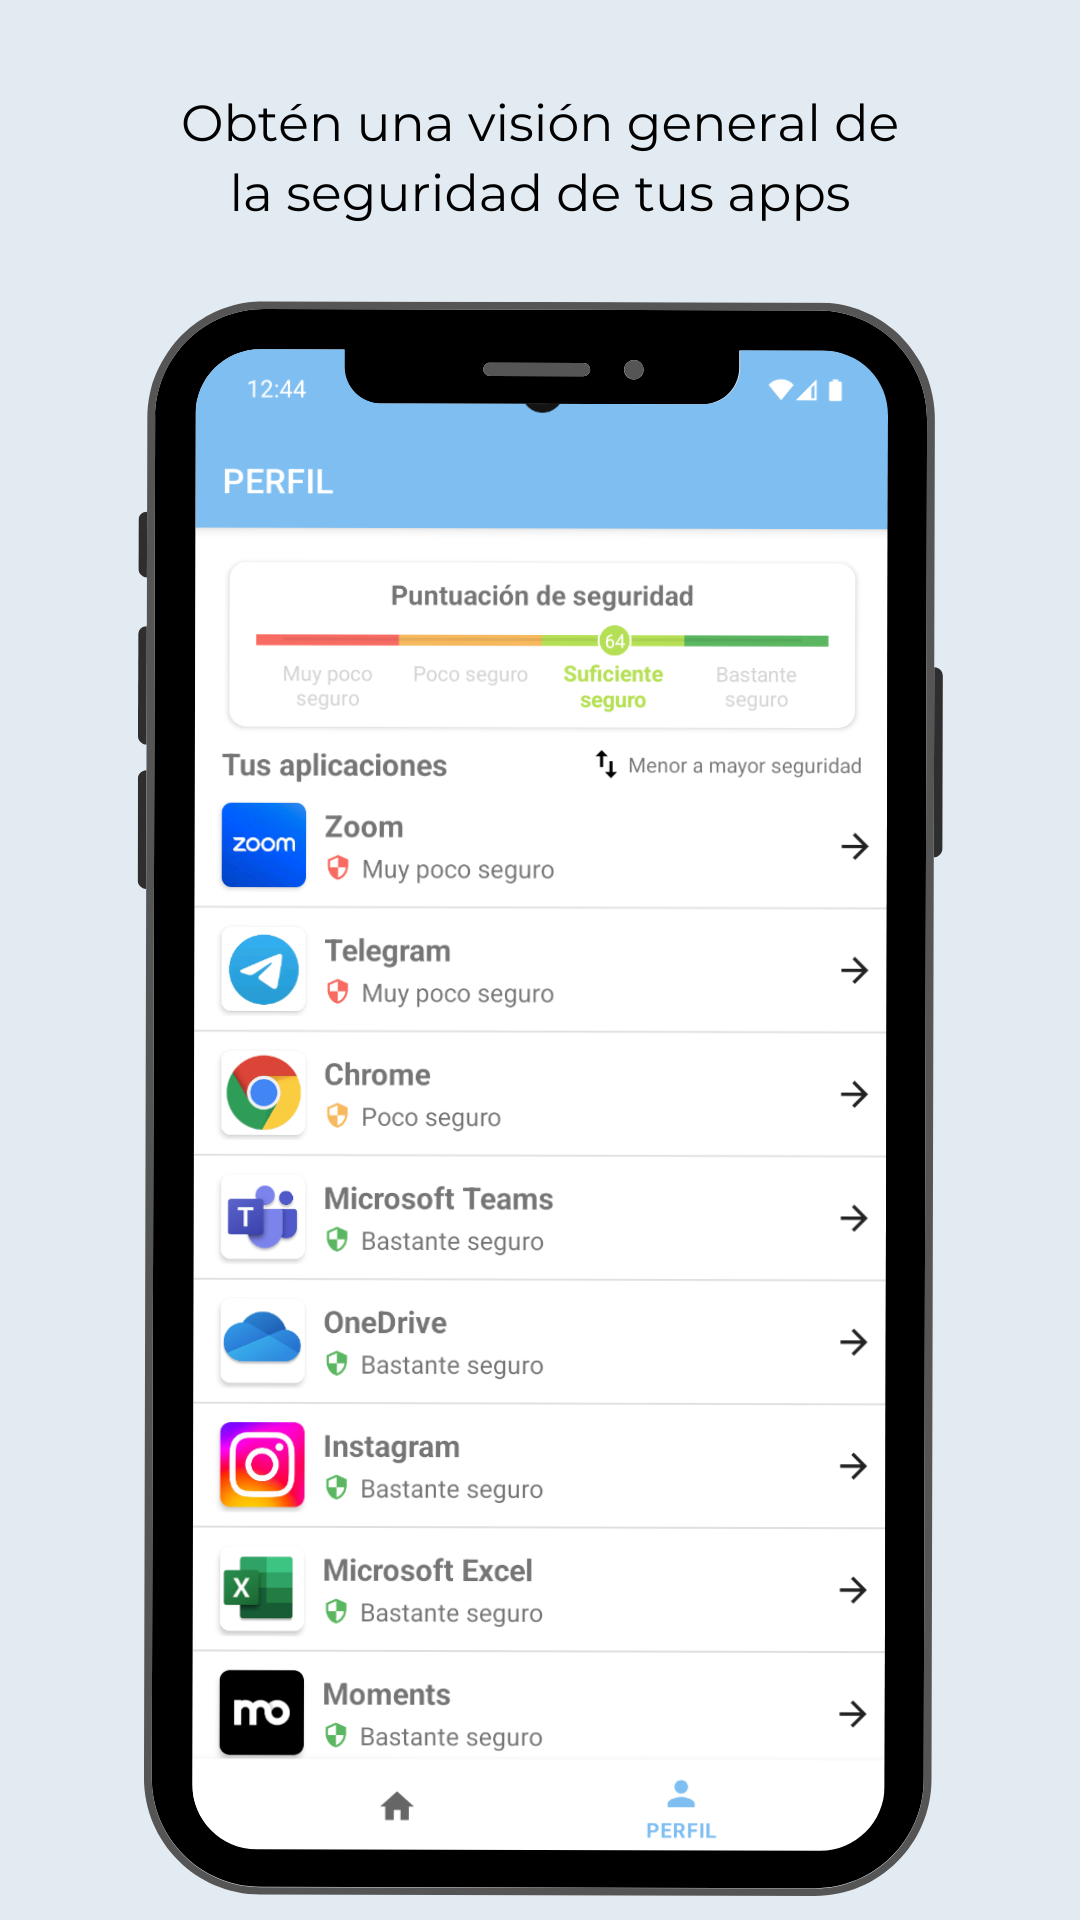 Obtén una visión general de
la seguridad de tus apps
12:44
PERFIL
Puntuación de seguridad
64
Muy poco seguro
Poco seguro
Suficiente seguro
Bastante seguro
Tus aplicaciones
Menor a mayor seguridad
zoom
Zoom
Muy poco seguro
Telegram
Muy poco seguro
Chrome
Poco seguro
T
Microsoft Teams
Bastante seguro
OneDrive
Bastante seguro
Instagram
Bastante seguro
X
Microsoft Excel
Bastante seguro
mo
Moments
Bastante seguro
PERFIL